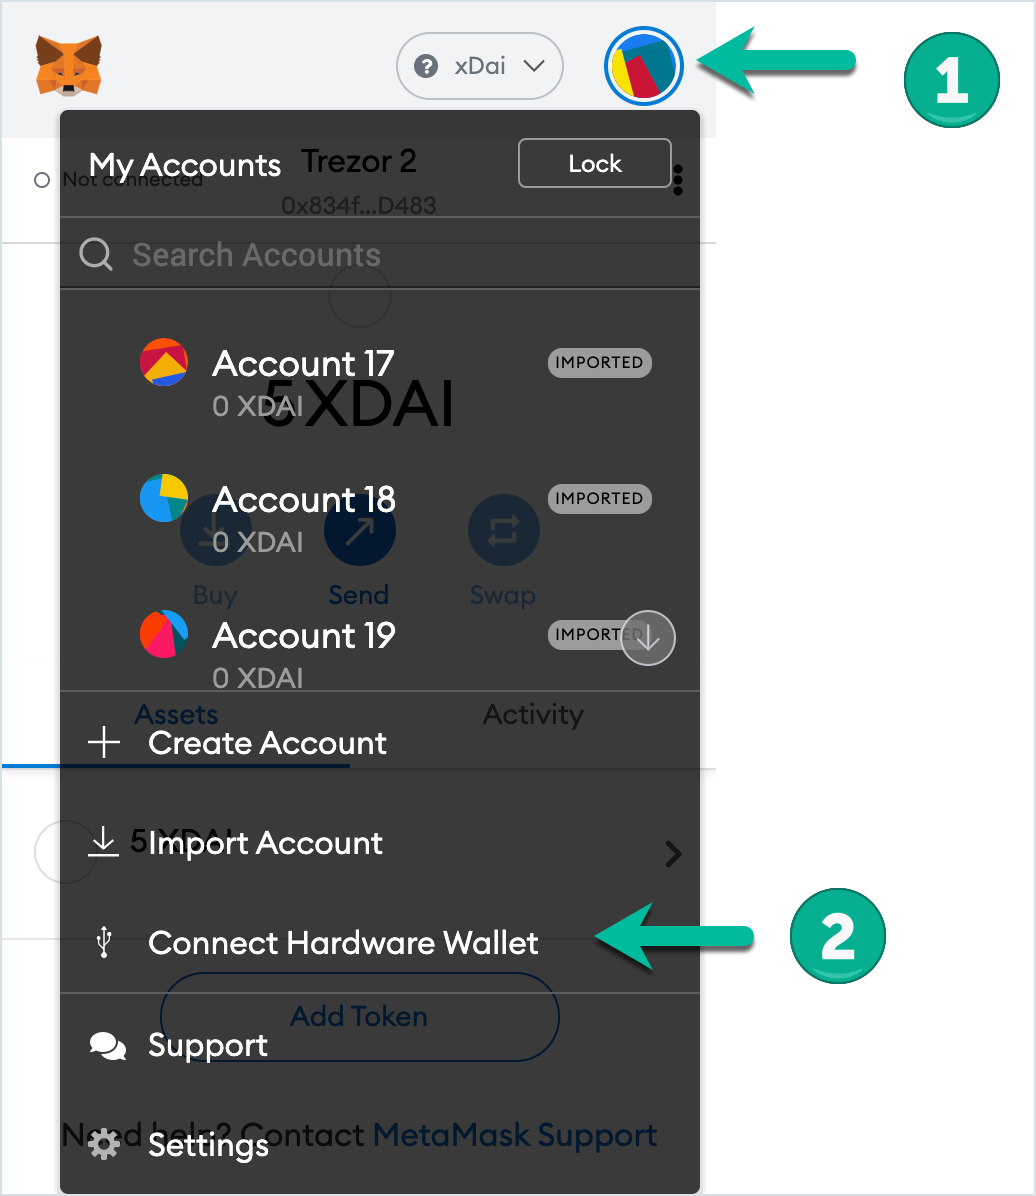 xDai
1
My Accounts
Trezor 2
Lock
Not connected
0x834f...D483
Search Accounts
Account 17
IMPORTED
0 XDAI
5 XDAI
Account 18
IMPORTED
0 XDAI
Buy
Send
Swap
Account 19
IMPORTED
0 XDAI
Assets
Activity
Create Account
5 XDAI
Import Account
Connect Hardware Wallet
2
Add Token
Support
Need help? Contact MetaMask Support
Settings